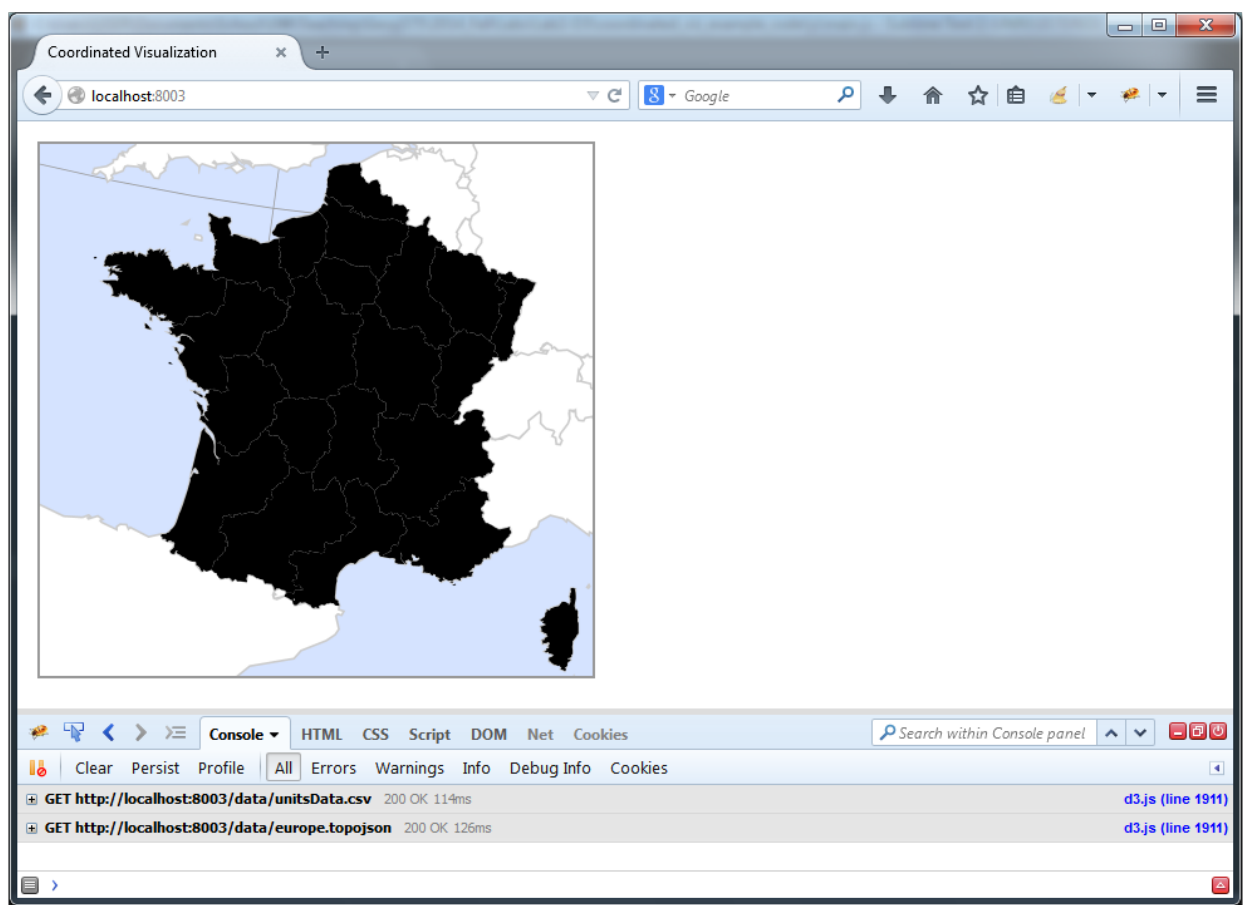 Coordinated Visualization
localhost:8003
8 Google
Console HTML CSS Script DOM Net Cookies
Search within Console panel
Clear Persist Profile All Errors Warnings Info Debug Info Cookies
GET http://localhost:8003/data/unitsData.csv 200 OK 114ms d3.js (line 1911)
GET http://localhost:8003/data/europe.topojson 200 OK 126ms d3.js (line 1911)